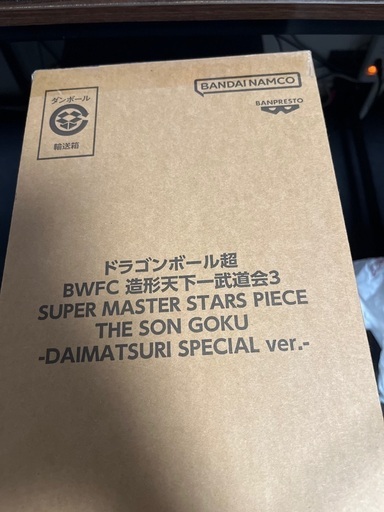 ダンボール
輸送箱
BANDAI NAMCO
BANPRESTO
ドラゴンボール超
BWFC 造形天下一武道会3
SUPER MASTER STARS PIECE
THE SON GOKU
-DAIMATSURI SPECIAL ver.-